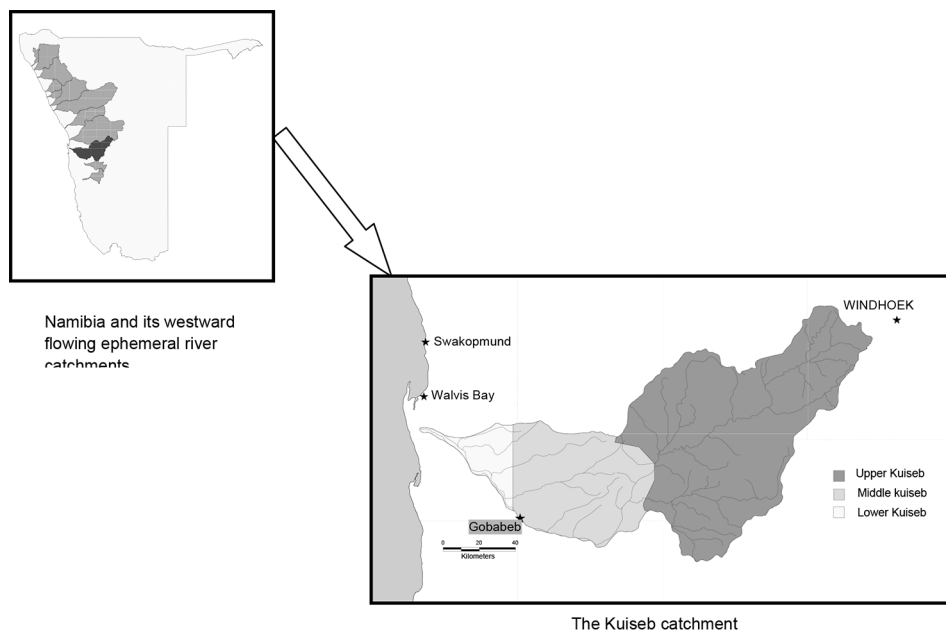 Namibia and its westward
flowing ephemeral river
catchments
WINDHOEK
Swakopmund
Walvis Bay
Upper Kuiseb
Middle kuiseb
Lower Kuiseb
Gobabeb
0 20 40
Kilometers
The Kuiseb catchment